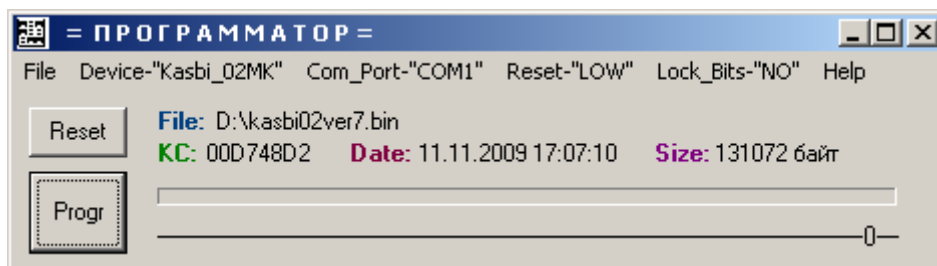 = ПРОГРАММАТОР =
File Device-"Kasbi_02MK" Com_Port-"COM1" Reset-"LOW" Lock_Bits-"NO" Help
Reset
File: D:\kasbi02ver7.bin
KC: 00D748D2 Date: 11.11.2009 17:07:10 Size: 131072 байт
Progr